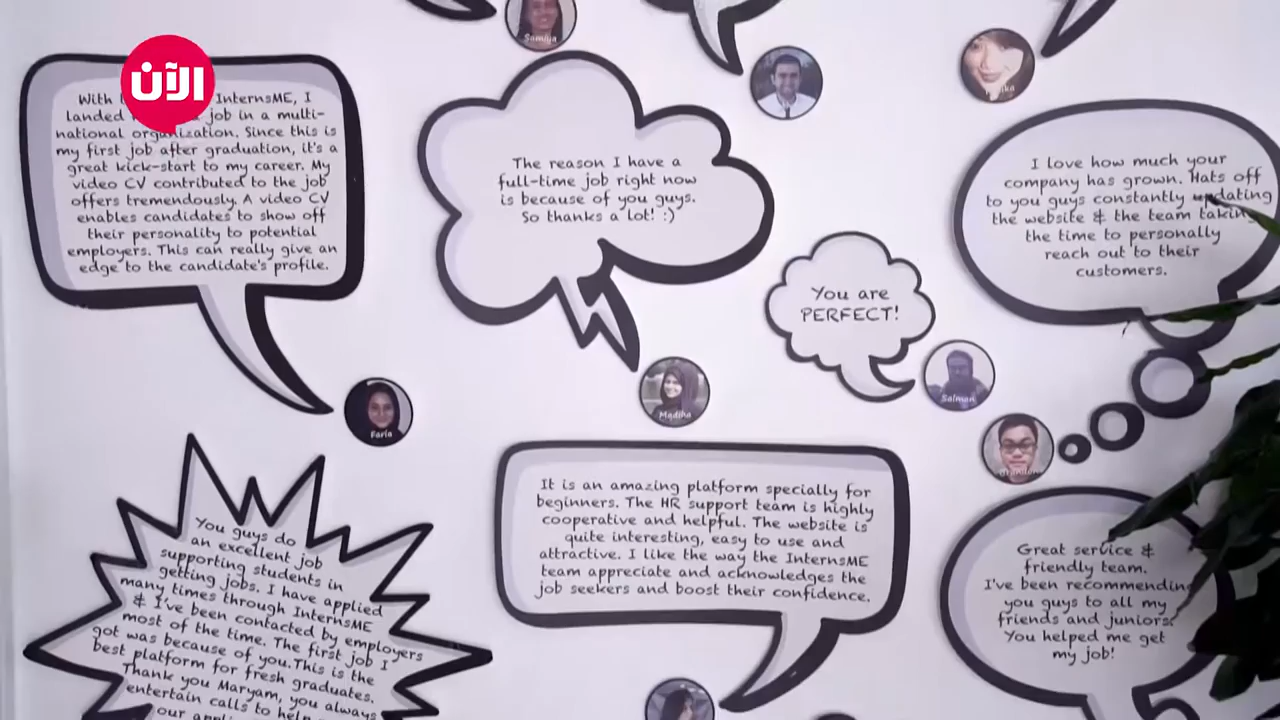 الآن
Samiya
With InternsME, I
landed job in a multi-
national organization. Since this is
my first job after graduation, it's a
great kick-start to my career. My
video CV contributed to the job
offers tremendously. A video CV
enables candidates to show off
their personality to potential
employers. This can really give an
edge to the candidate's profile.
Faria
The reason I have a
full-time job right now
is because of you guys.
So thanks a lot! :)
Madiha
You are
PERFECT!
Salman
I love how much your
company has grown. Hats off
to you guys constantly updating
the website & the team taking
the time to personally
reach out to their
customers.
You guys do
an excellent job
supporting students in
getting jobs. I have applied
many times through InternsME
& I've been contacted by employers
most of the time. The first job I
got was because of you.This is the
best platform for fresh graduates.
Thank you Maryam, you always
entertain calls to help
our
It is an amazing platform specially for
beginners. The HR support team is highly
cooperative and helpful. The website is
quite interesting, easy to use and
attractive. I like the way the InternsME
team appreciate and acknowledges the
job seekers and boost their confidence.
Great service &
friendly team.
I've been recommending
you guys to all my
friends and juniors.
You helped me get
my job!